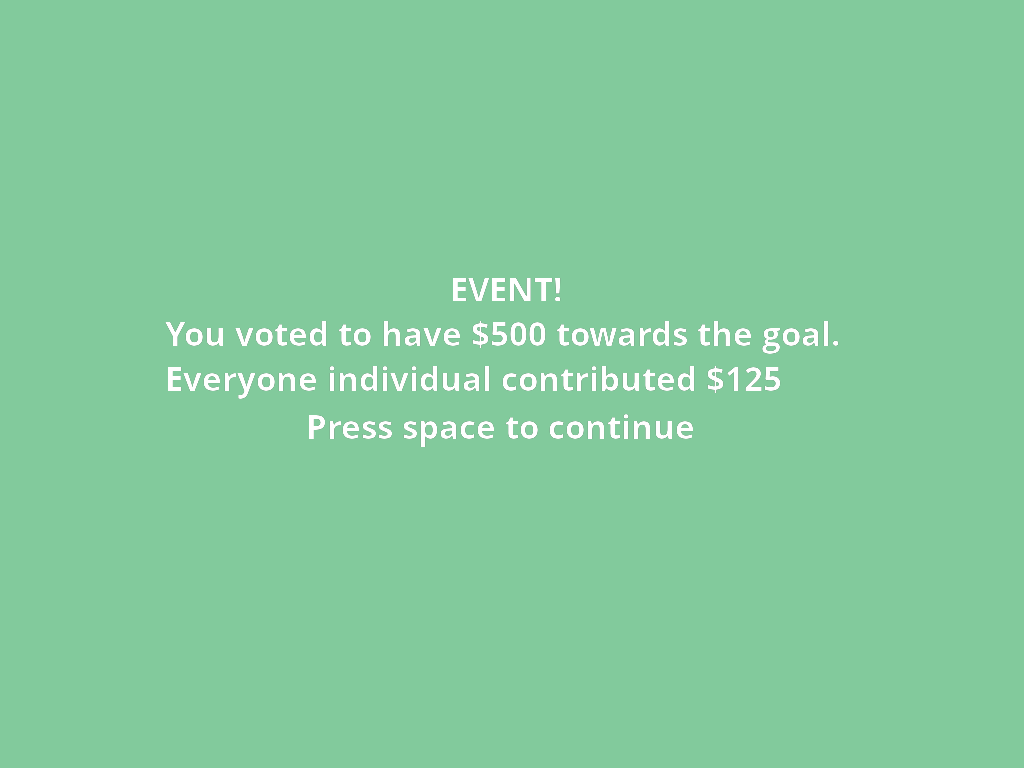 EVENT!
You voted to have $500 towards the goal.
Everyone individual contributed $125
Press space to continue